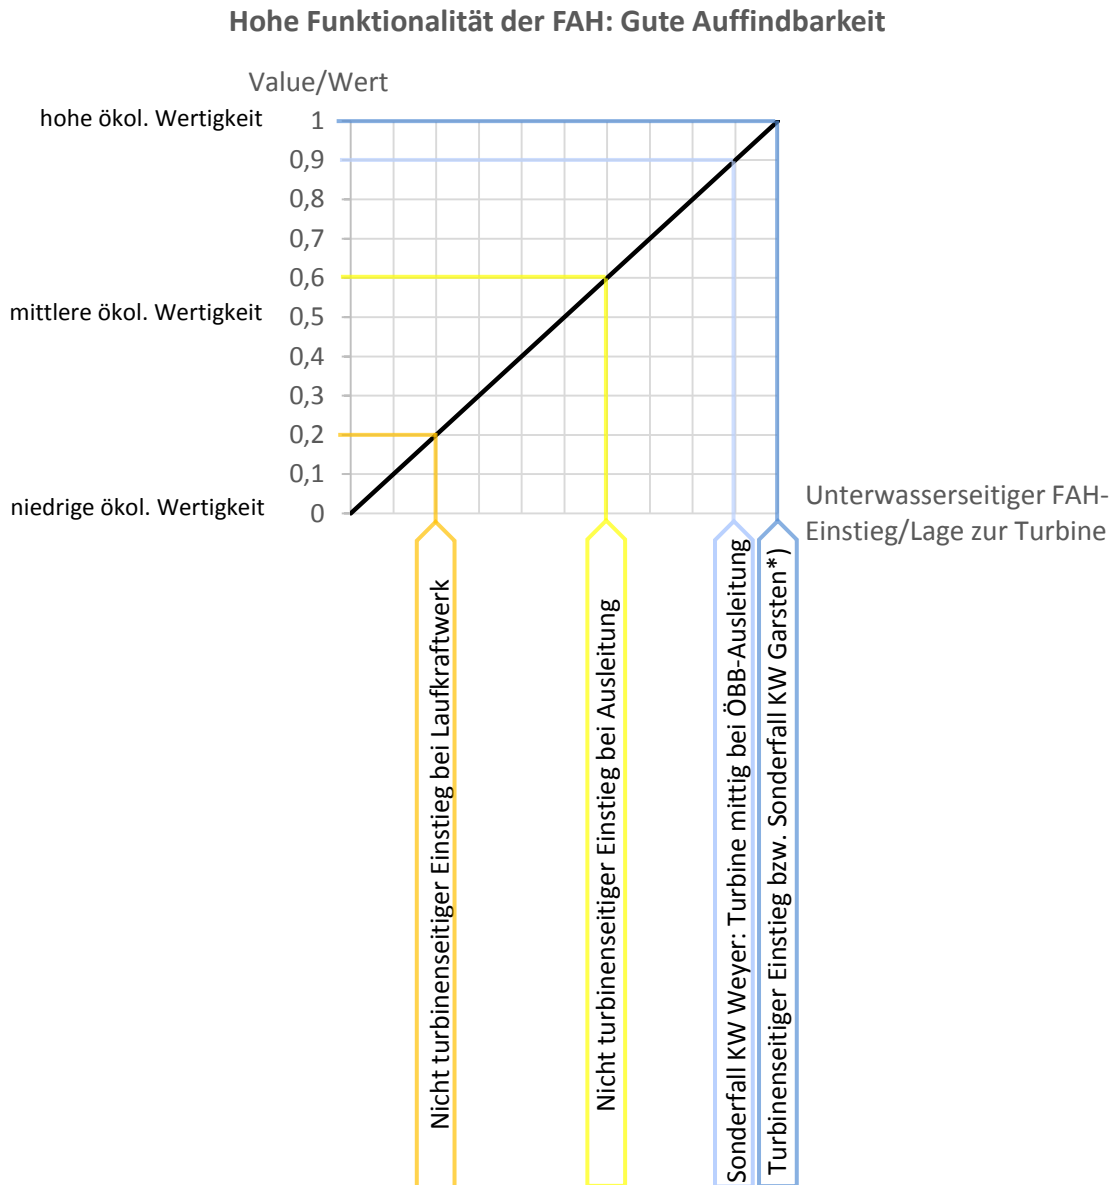 Hohe Funktionalität der FAH: Gute Auffindbarkeit
Value/Wert
hohe ökol. Wertigkeit
1
0,9
0,8
0,7
0,6
mittlere ökol. Wertigkeit
0,5
0,4
0,3
0,2
0,1
niedrige ökol. Wertigkeit
0
Unterwasserseitiger FAH-
Einstieg/Lage zur Turbine
Nicht turbinenseitiger Einstieg bei Laufkraftwerk
Nicht turbinenseitiger Einstieg bei Ausleitung
Sonderfall KW Weyer: Turbine mittig bei ÖBB-Ausleitung
Turbinenseitiger Einstieg bzw. Sonderfall KW Garsten*)